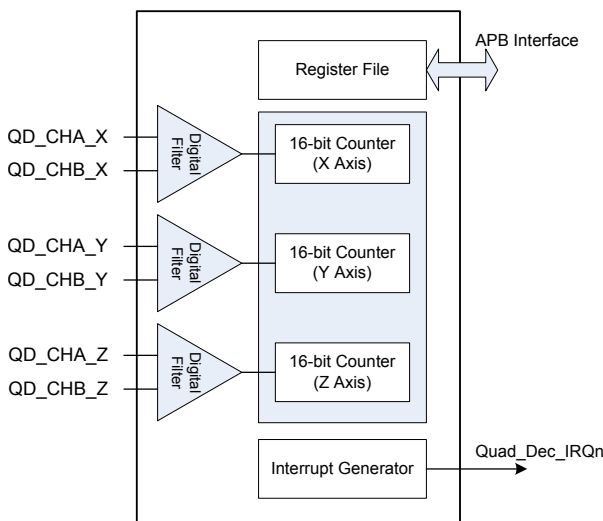 APB Interface
Register File
QD_CHA_X
QD_CHB_X
Digital
Filter
16-bit Counter
(X Axis)
QD_CHA_Y
QD_CHB_Y
Digital
Filter
16-bit Counter
(Y Axis)
QD_CHA_Z
QD_CHB_Z
Digital
Filter
16-bit Counter
(Z Axis)
Interrupt Generator
Quad_Dec_IRQn